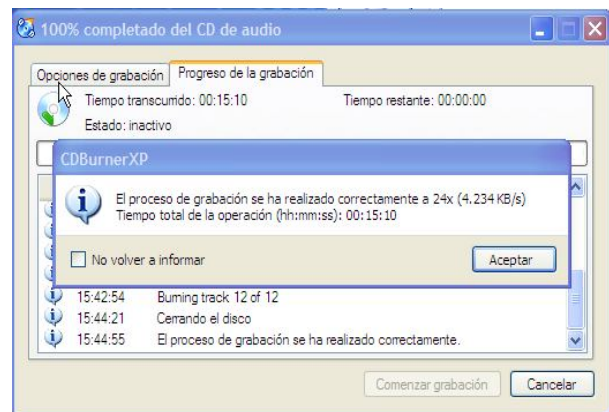 100% completado del CD de audio
Opciones de grabación
Progreso de la grabación
Tiempo transcurrido: 00:15:10
Tiempo restante: 00:00:00
Estado: inactivo
CDBurnerXP
El proceso de grabación se ha realizado correctamente a 24x (4.234 KB/s)
Tiempo total de la operación (hh:mm:ss): 00:15:10
No volver a informar
Aceptar
15:42:54 Burning track 12 of 12
15:44:21 Cerrando el disco
15:44:55 El proceso de grabación se ha realizado correctamente.
Comenzar grabación
Cancelar